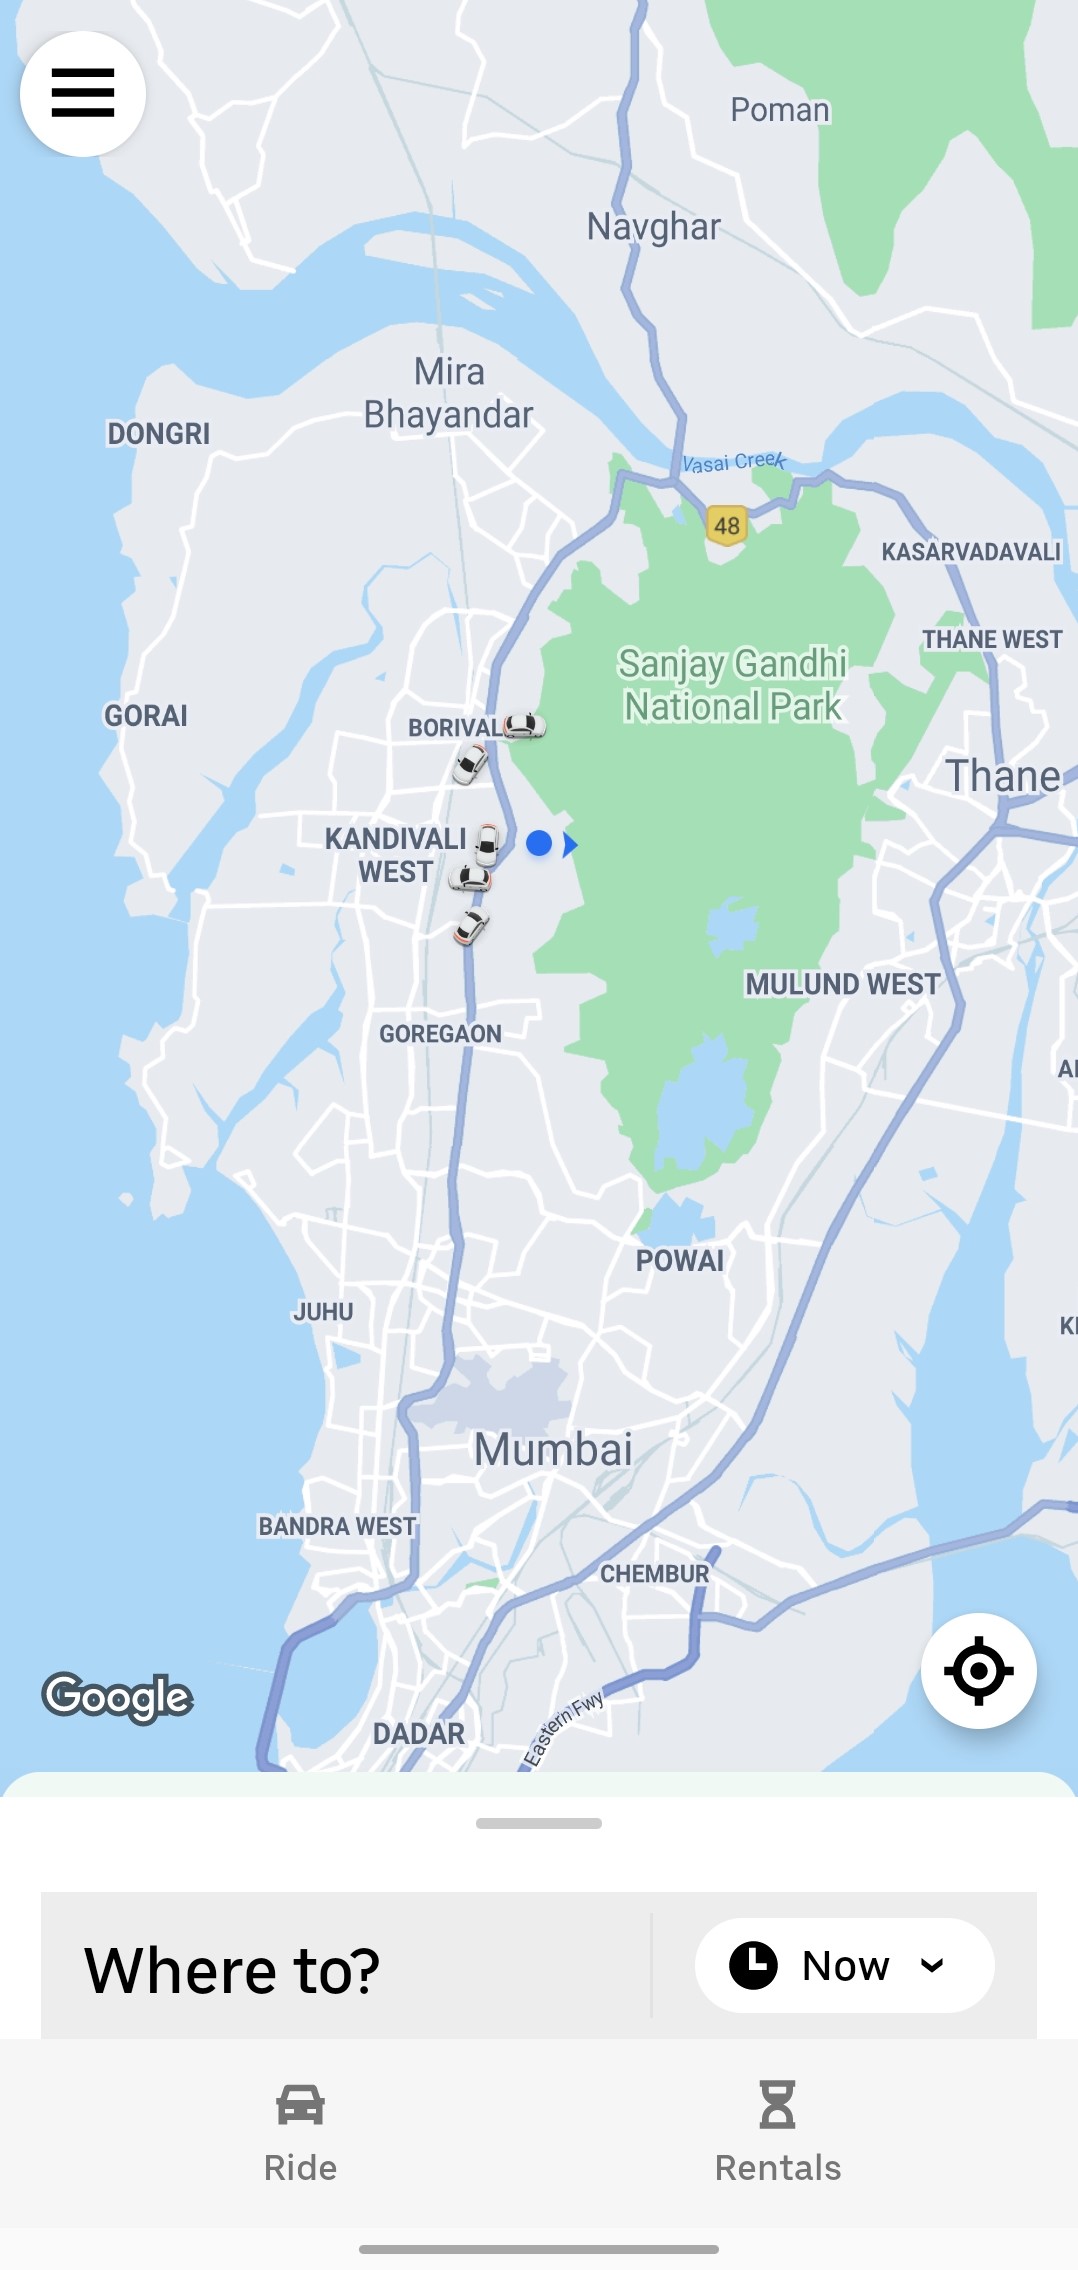 Poman
Navghar
Mira
Bhayandar
DONGRI
Vasai Creek
48
KASARVADAVALI
THANE WEST
Sanjay Gandhi
National Park
GORAI
BORIVAL
Thane
KANDIVALI
WEST
MULUND WEST
GOREGAON
POWAI
JUHU
Mumbai
BANDRA WEST
CHEMBUR
Google
Eastern Fwy
DADAR
Where to?
Now
Ride
Rentals